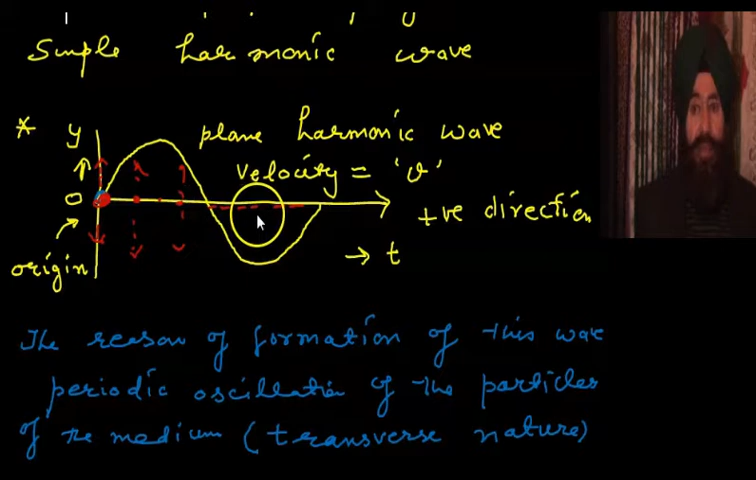 Simple harmonic wave
* y plane harmonic wave
velocity = 'v'
O
+ve direction
origin
→ t
The reason of formation of this wave
periodic oscillation of the particles
of the medium (transverse nature)